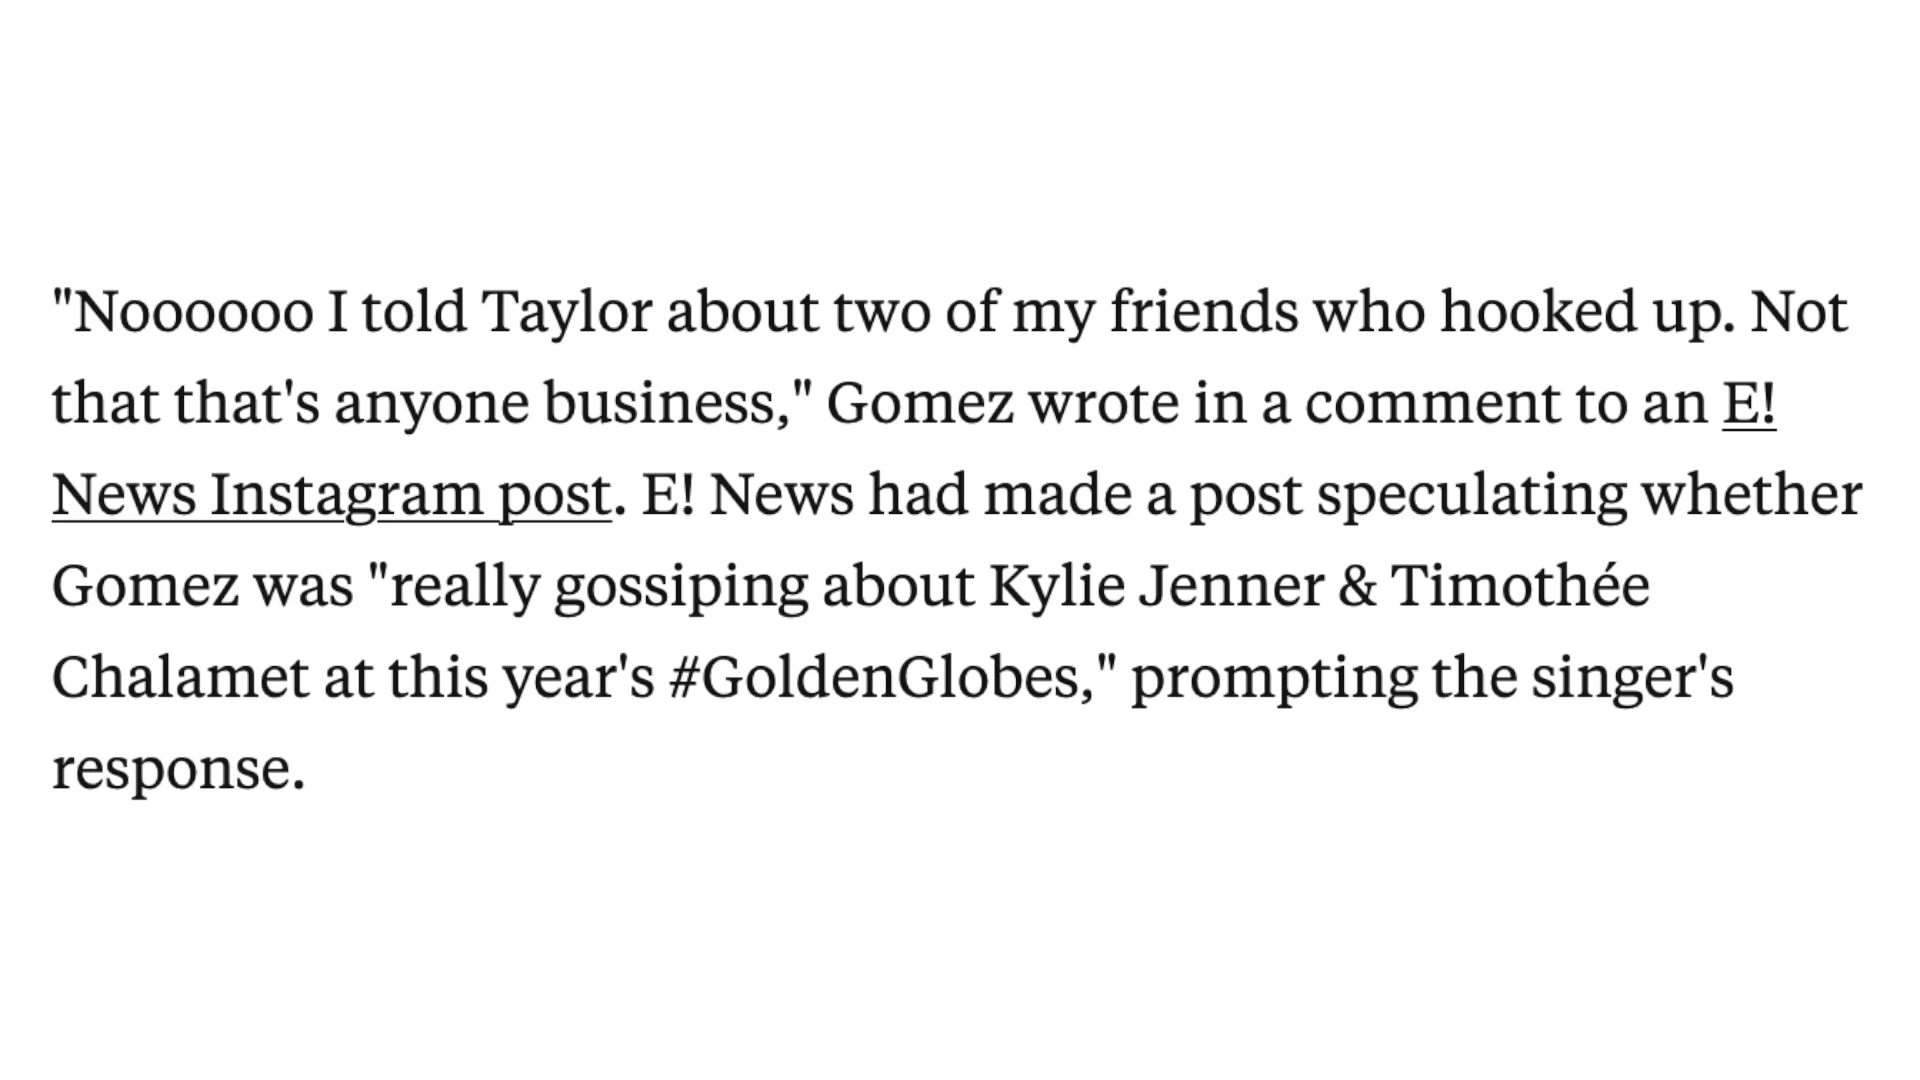 "Noooooo I told Taylor about two of my friends who hooked up. Not
that that's anyone business," Gomez wrote in a comment to an E!
News Instagram post. E! News had made a post speculating whether
Gomez was "really gossiping about Kylie Jenner & Timothée
Chalamet at this year's #GoldenGlobes," prompting the singer's
response.